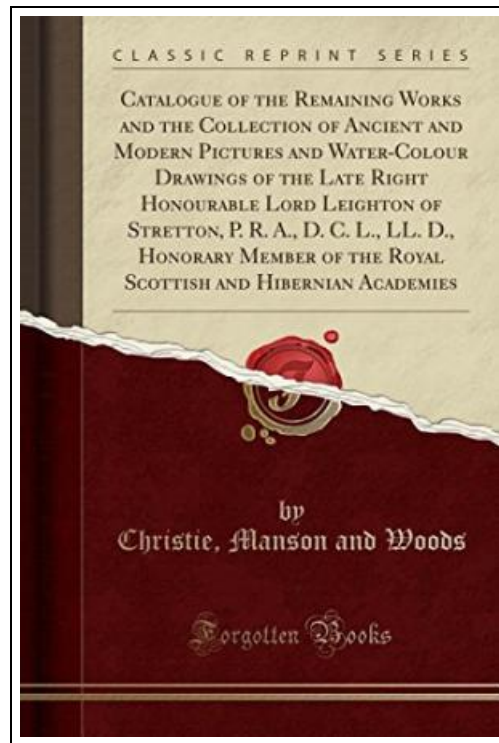 CLASSIC REPRINT SERIES
CATALOGUE OF THE REMAINING WORKS
AND THE COLLECTION OF ANCIENT AND
MODERN PICTURES AND WATER-COLOUR
DRAWINGS OF THE LATE RIGHT
HONOURABLE LORD LEIGHTON OF
STRETTON, P. R. A., D. C. L., LL. D.,
HONORARY MEMBER OF THE ROYAL
SCOTTISH AND HIBERNIAN ACADEMIES
by
Christie, Manson and Woods
Forgotten Books